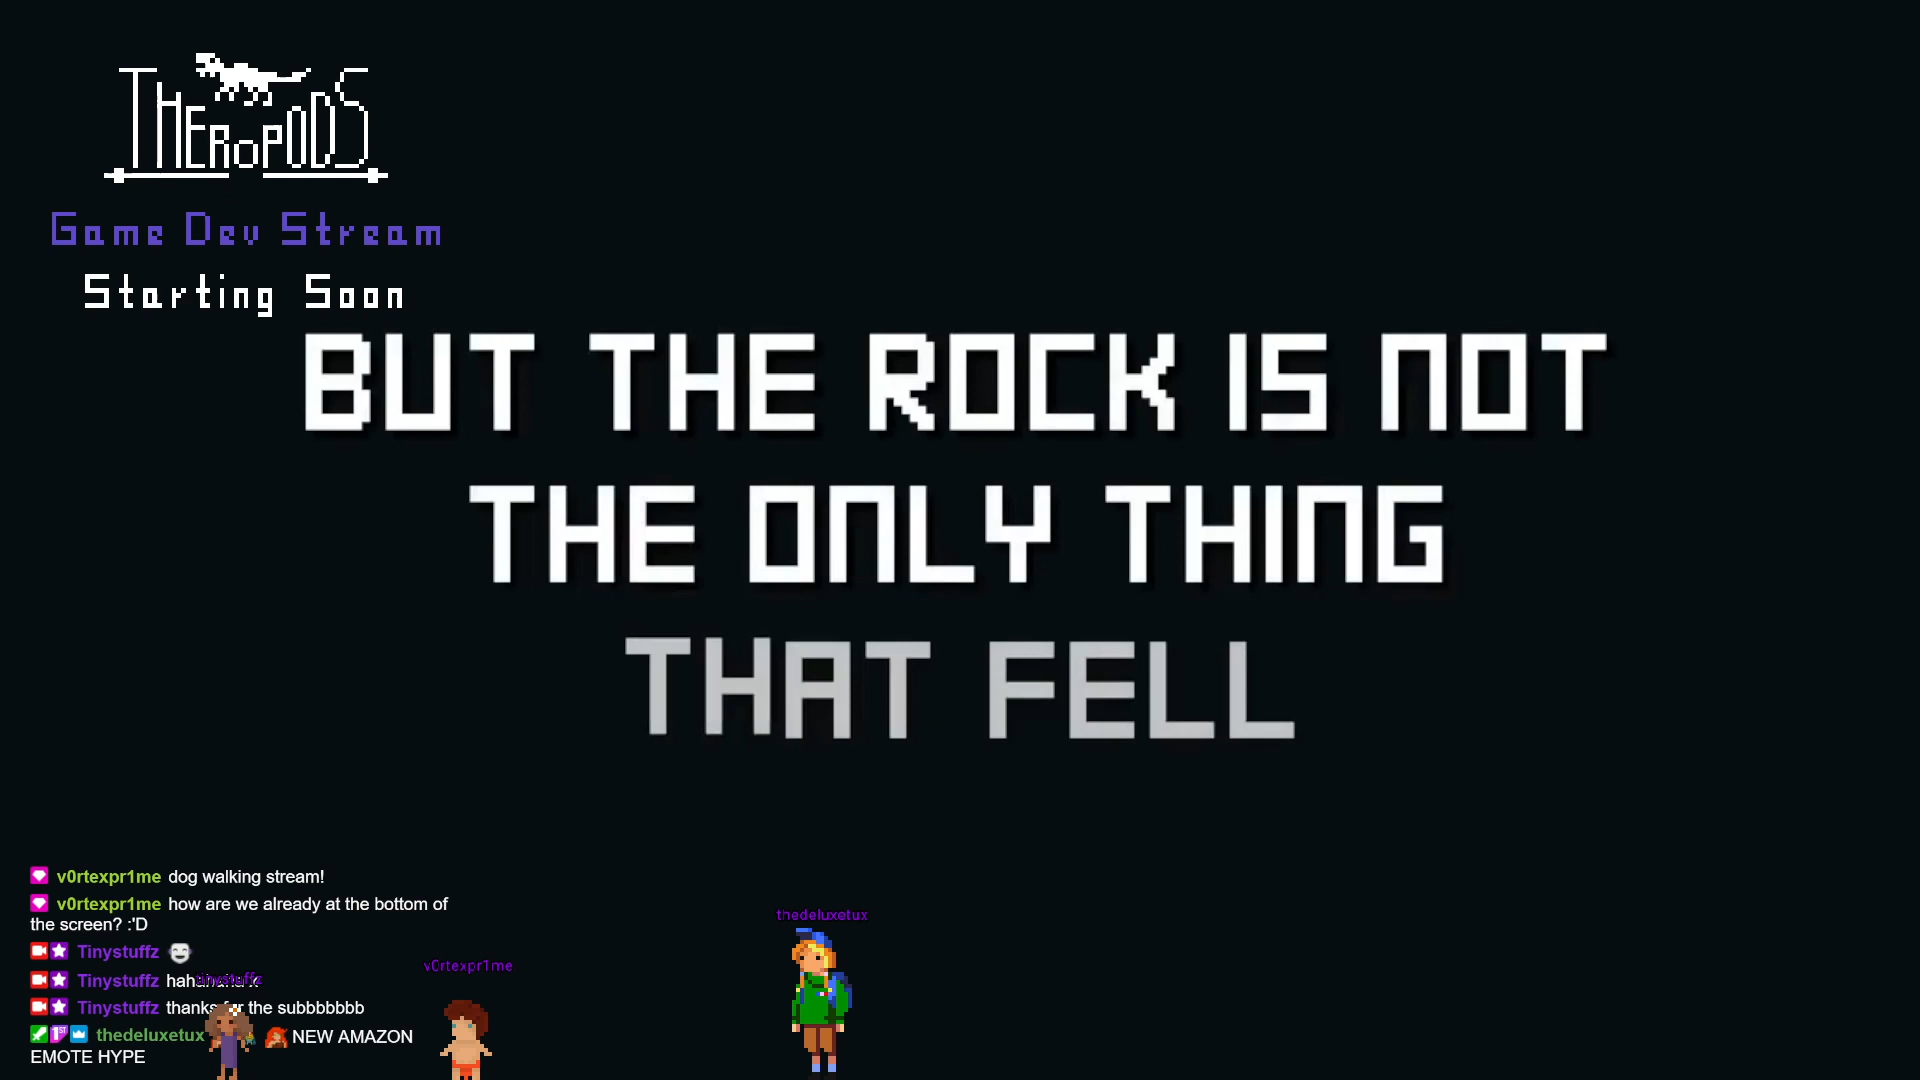 THEROPODS
Game Dev Stream
Starting Soon
BUT THE ROCK IS NOT
THE ONLY THING
THAT FELL
v0rtexpr1me dog walking stream!
v0rtexpr1me how are we already at the bottom of
the screen? :'D
Tinystuffz
Tinystuffz
tinystuffz
Tinystuffz thanks for the subbbbbbb
thedeluxetux NEW AMAZON
EMOTE HYPE
v0rtexpr1me
thedeluxetux